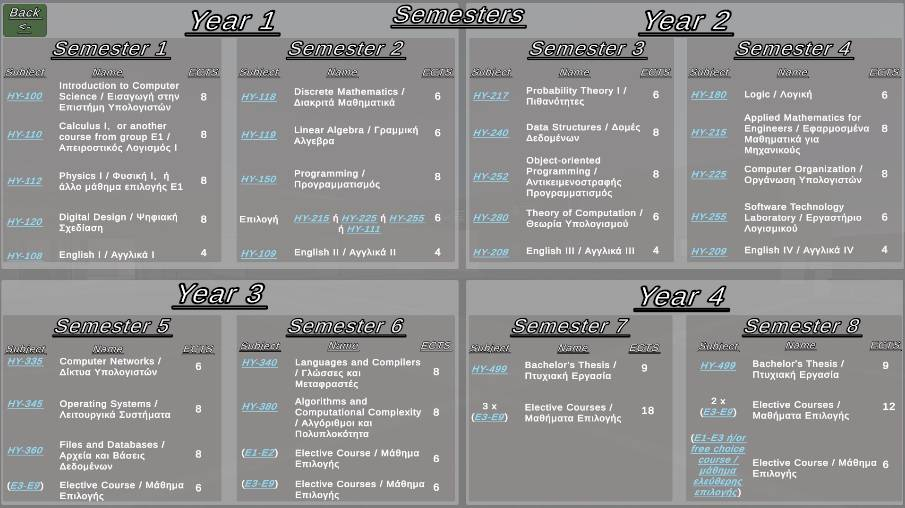 Back
<-
Semesters
Year 1
Semester 1
Subject Name ECTS
HY-100 Introduction to Computer Science / Εισαγωγή στην Επιστήμη Υπολογιστών 8
HY-110 Calculus I, or another course from group E1 / Απειροστικός Λογισμός Ι 8
HY-112 Physics I / Φυσική Ι, ή άλλο μάθημα επιλογής Ε1 8
HY-120 Digital Design / Ψηφιακή Σχεδίαση 8
HY-108 English I / Αγγλικά Ι 4
Semester 2
Subject Name ECTS
HY-118 Discrete Mathematics / Διακριτά Μαθηματικά 6
HY-119 Linear Algebra / Γραμμική Αλγεβρα 6
HY-150 Programming / Προγραμματισμός 8
Επιλογή HY-215 ή HY-225 ή HY-255 ή HY-111 6
HY-109 English II / Αγγλικά ΙΙ 4
Year 2
Semester 3
Subject Name ECTS
HY-217 Probability Theory I / Πιθανότητες 6
HY-240 Data Structures / Δομές Δεδομένων 8
HY-252 Object-oriented Programming / Αντικειμενοστραφής Προγραμματισμός 8
HY-280 Theory of Computation / Θεωρία Υπολογισμού 6
HY-208 English III / Αγγλικά ΙΙΙ 4
Semester 4
Subject Name ECTS
HY-180 Logic / Λογική 6
HY-215 Applied Mathematics for Engineers / Εφαρμοσμένα Μαθηματικά για Μηχανικούς 8
HY-225 Computer Organization / Οργάνωση Υπολογιστών 8
HY-255 Software Technology Laboratory / Εργαστήριο Λογισμικού 6
HY-209 English IV / Αγγλικά IV 4
Year 3
Semester 5
Subject Name ECTS
HY-335 Computer Networks / Δίκτυα Υπολογιστών 6
HY-345 Operating Systems / Λειτουργικά Συστήματα 8
HY-360 Files and Databases / Αρχεία και Βάσεις Δεδομένων 8
(E3-E9) Elective Course / Μάθημα Επιλογής 6
Semester 6
Subject Name ECTS
HY-340 Languages and Compilers / Γλώσσες και Μεταφραστές 8
HY-380 Algorithms and Computational Complexity / Αλγόριθμοι και Πολυπλοκότητα 8
(E1-E2) Elective Course / Μάθημα Επιλογής 6
(E3-E9) Elective Courses / Μάθημα Επιλογής 6
Year 4
Semester 7
Subject Name ECTS
HY-499 Bachelor's Thesis / Πτυχιακή Εργασία 9
3 x (E3-E9) Elective Courses / Μαθήματα Επιλογής 18
Semester 8
Subject Name ECTS
HY-499 Bachelor's Thesis / Πτυχιακή Εργασία 9
2 x (E3-E9) Elective Courses / Μαθήματα Επιλογής 12
(E1-E3 ή/or free choice course / μάθημα ελεύθερης επιλογής) Elective Course / Μάθημα Επιλογής 6